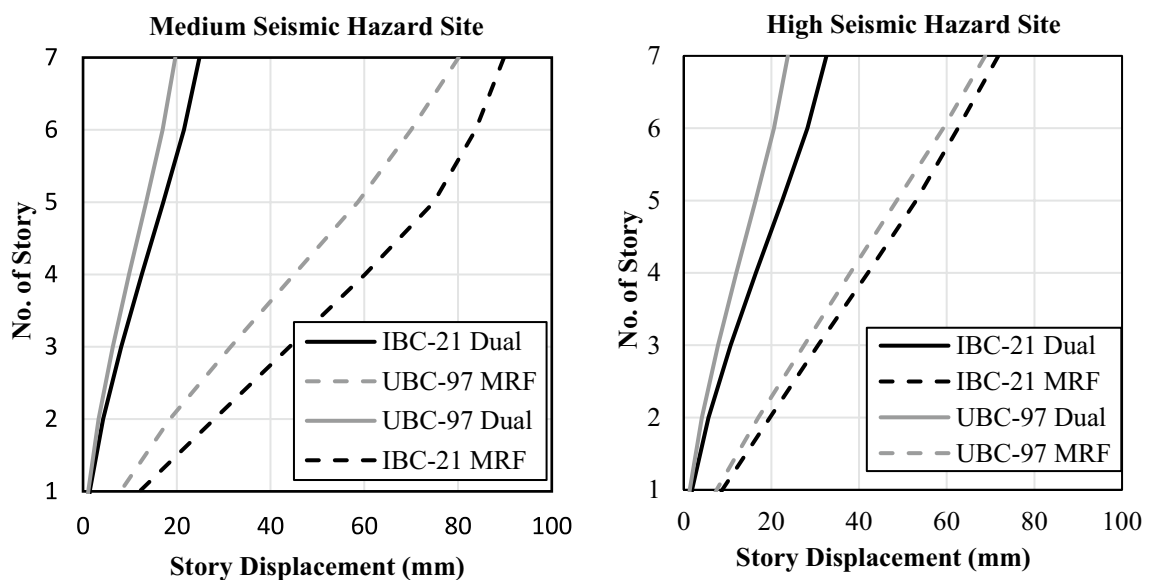 Medium Seismic Hazard Site
No. of Story
7
6
5
4
3
2
1
IBC-21 Dual
UBC-97 MRF
UBC-97 Dual
IBC-21 MRF
0 20 40 60 80 100
Story Displacement (mm)
High Seismic Hazard Site
No. of Story
7
6
5
4
3
2
1
IBC-21 Dual
IBC-21 MRF
UBC-97 Dual
UBC-97 MRF
0 20 40 60 80 100
Story Displacement (mm)